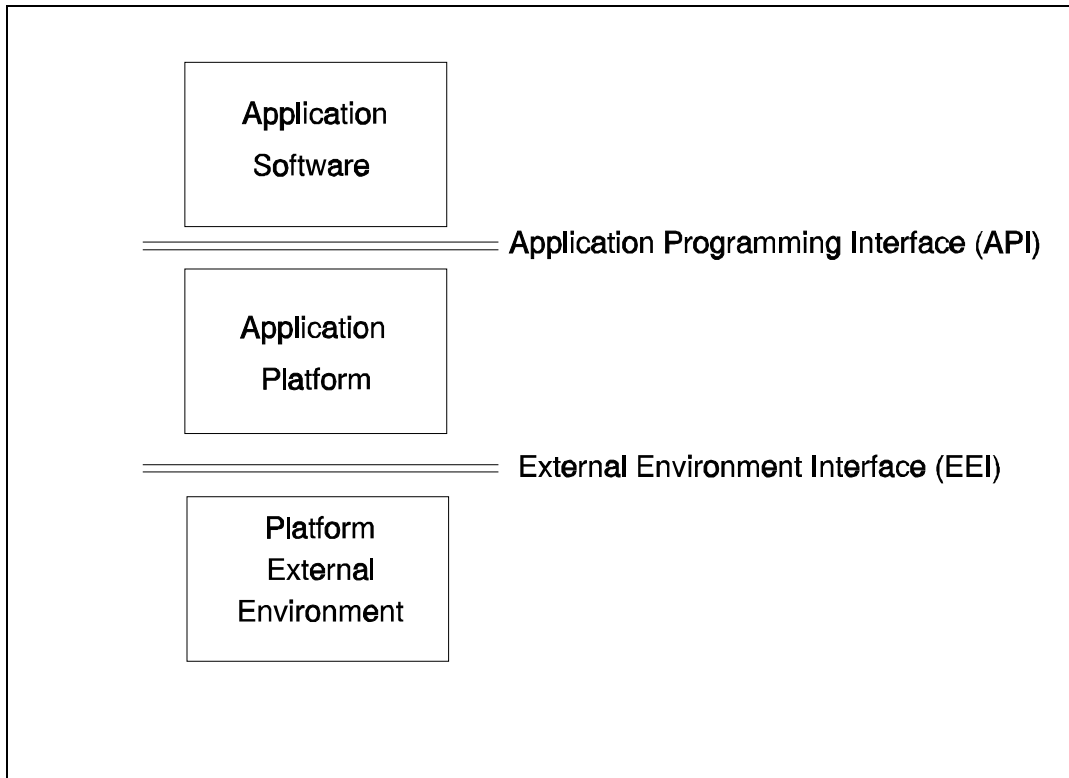 Application
Software
Application Programming Interface (API)
Application
Platform
External Environment Interface (EEI)
Platform
External
Environment